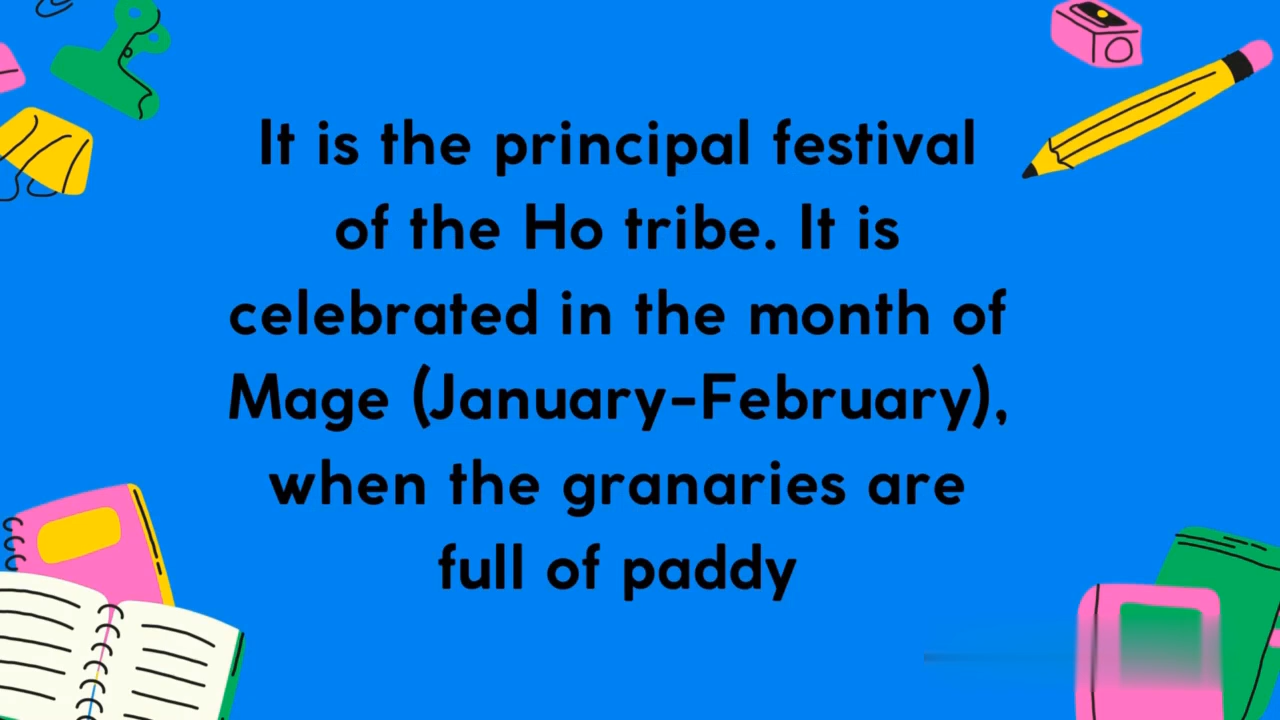 It is the principal festival
of the Ho tribe. It is
celebrated in the month of
Mage (January-February),
when the granaries are
full of paddy